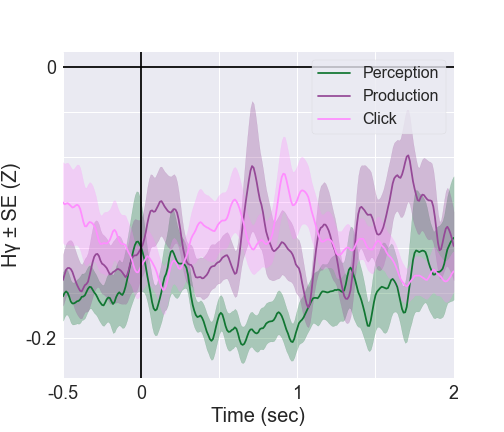 Perception
Production
Click
0
-0.2
Hγ ± SE (Z)
-0.5 0 1 2
Time (sec)